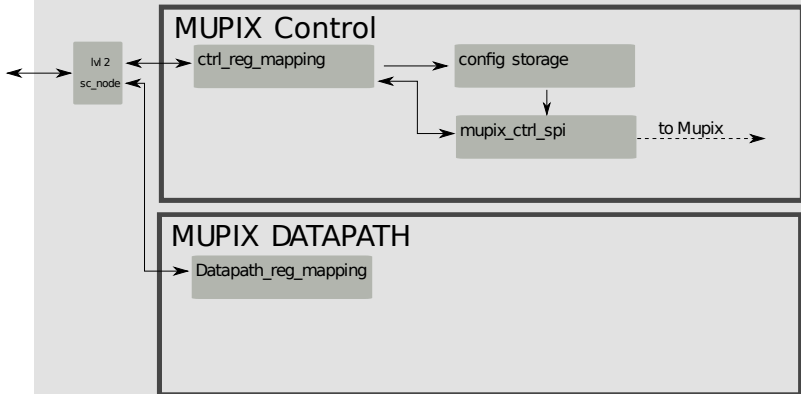 MUPIX Control
lvl 2
sc_node
ctrl_reg_mapping
config storage
mupix_ctrl_spi
to Mupix
MUPIX DATAPATH
Datapath_reg_mapping